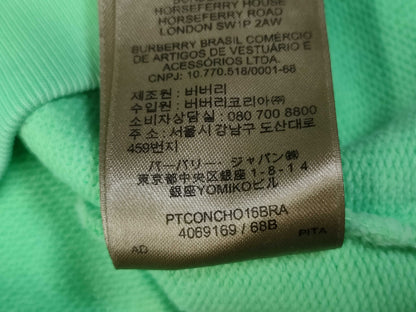 HORSEFERRY HOUSE
HORSEFERRY ROAD
LONDON SW1P 2AW
BURBERRY BRASIL COMÉRCIO
DE ARTIGOS DE VESTUÁRIO E
ACESSÓRIOS LTDA.
CNPJ: 10.770.518/0001-66
제조원 : 버버리
수입원 : 버버리코리아㈜
소비자상담실 : 080 700 8800
주 소 : 서울시강남구 도산대로
459번지
バーバリー・ジャパン㈱
東京都中央区銀座1-8-14
銀座YOMIKOビル
PTCONCHO16BRA
4069169 / 68B
AD
PITA